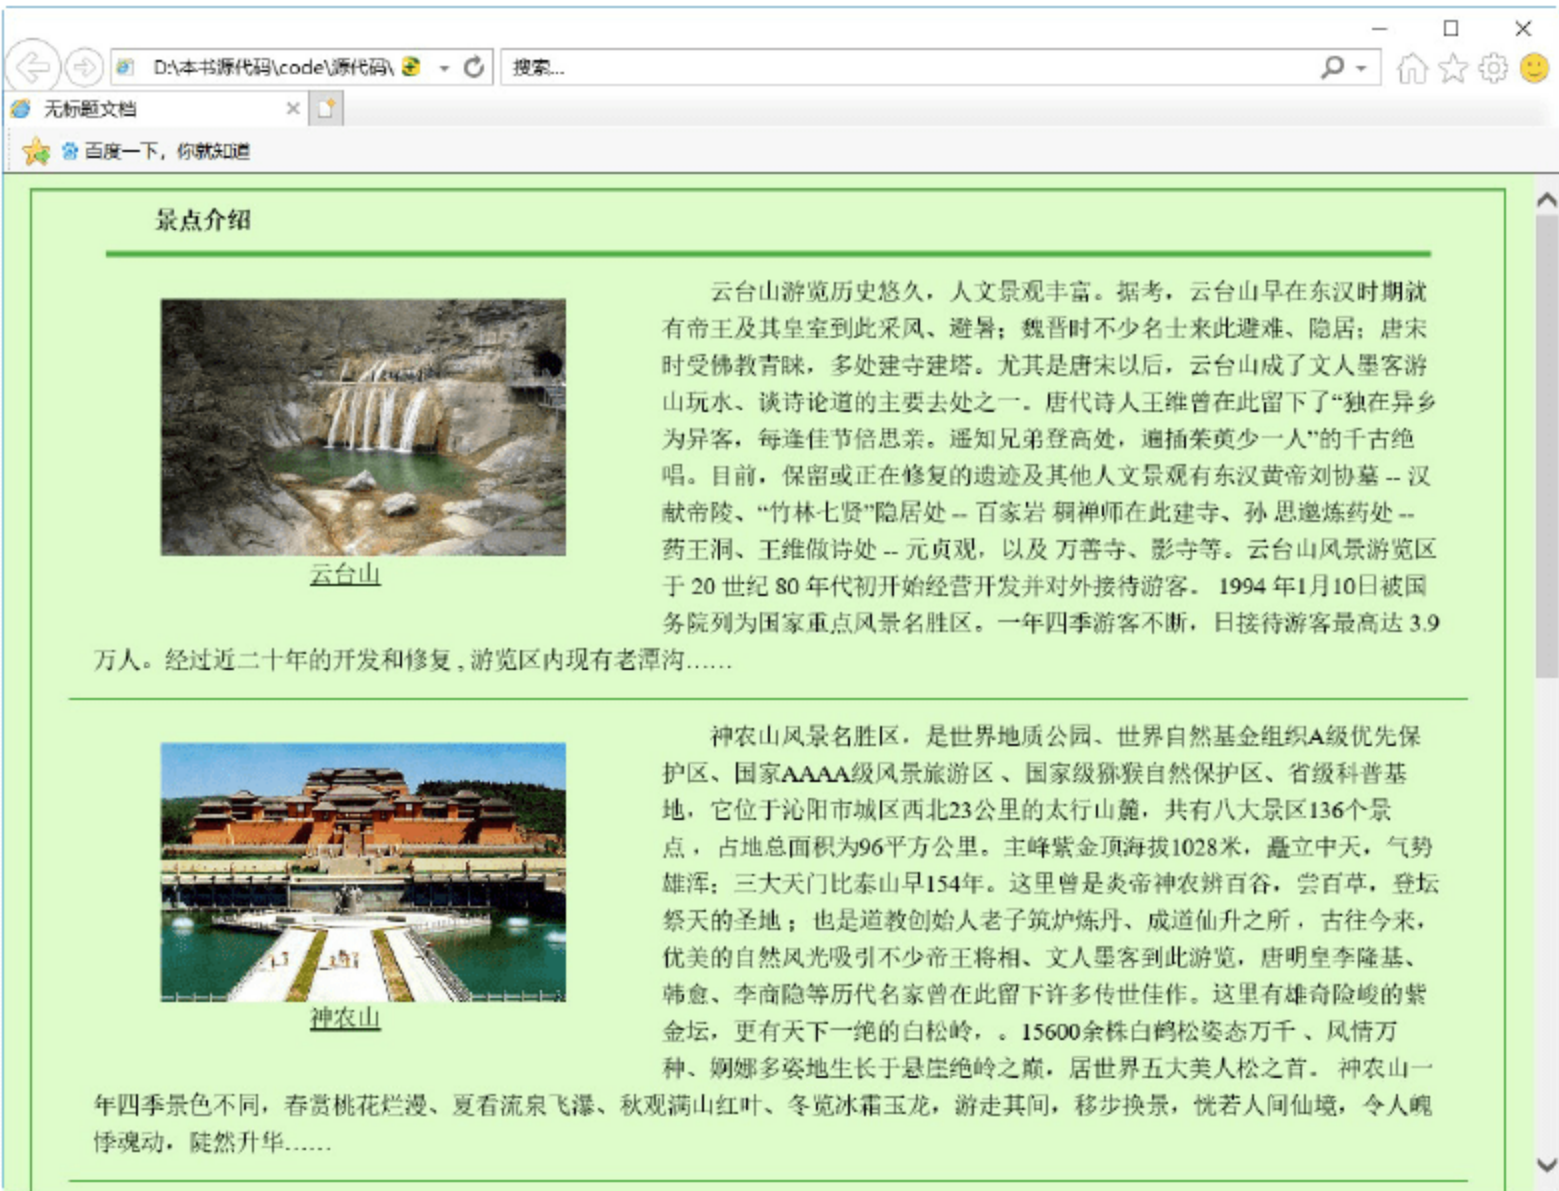 D:\本书源代码\code\源代码\
搜索...
无标题文档
百度一下，你就知道
景点介绍
云台山游览历史悠久，人文景观丰富。据考，云台山早在东汉时期就
有帝王及其皇室到此采风、避暑；魏晋时不少名士来此避难、隐居；唐宋
时受佛教青睐，多处建寺建塔。尤其是唐宋以后，云台山成了文人墨客游
山玩水、谈诗论道的主要去处之一。唐代诗人王维曾在此留下了“独在异乡
为异客，每逢佳节倍思亲。遥知兄弟登高处，遍插茱萸少一人”的千古绝
唱。目前，保留或正在修复的遗迹及其他人文景观有东汉黄帝刘协墓 -- 汉
献帝陵、“竹林七贤”隐居处 -- 百家岩 稠禅师在此建寺、孙 思邈炼药处 --
药王洞、王维做诗处 -- 元贞观，以及 万善寺、影寺等。云台山风景游览区
于 20 世纪 80 年代初开始经营开发并对外接待游客。 1994 年1月10日被国
务院列为国家重点风景名胜区。一年四季游客不断，日接待游客最高达 3.9
万人。经过近二十年的开发和修复 , 游览区内现有老潭沟……
云台山
神农山风景名胜区，是世界地质公园、世界自然基金组织A级优先保
护区、国家AAAA级风景旅游区 、国家级猕猴自然保护区、省级科普基
地，它位于沁阳市城区西北23公里的太行山麓，共有八大景区136个景
点 ，占地总面积为96平方公里。主峰紫金顶海拔1028米，矗立中天，气势
雄浑；三大天门比泰山早154年。这里曾是炎帝神农辨百谷，尝百草，登坛
祭天的圣地 ；也是道教创始人老子筑炉炼丹、成道仙升之所 ，古往今来，
优美的自然风光吸引不少帝王将相、文人墨客到此游览，唐明皇李隆基、
韩愈、李商隐等历代名家曾在此留下许多传世佳作。这里有雄奇险峻的紫
金坛，更有天下一绝的白松岭，。15600余株白鹤松姿态万千 、风情万
种、婀娜多姿地生长于悬崖绝岭之巅，居世界五大美人松之首。 神农山一
年四季景色不同，春赏桃花烂漫、夏看流泉飞瀑、秋观满山红叶、冬览冰霜玉龙，游走其间，移步换景，恍若人间仙境，令人魄
悸魂动，陡然升华……
神农山